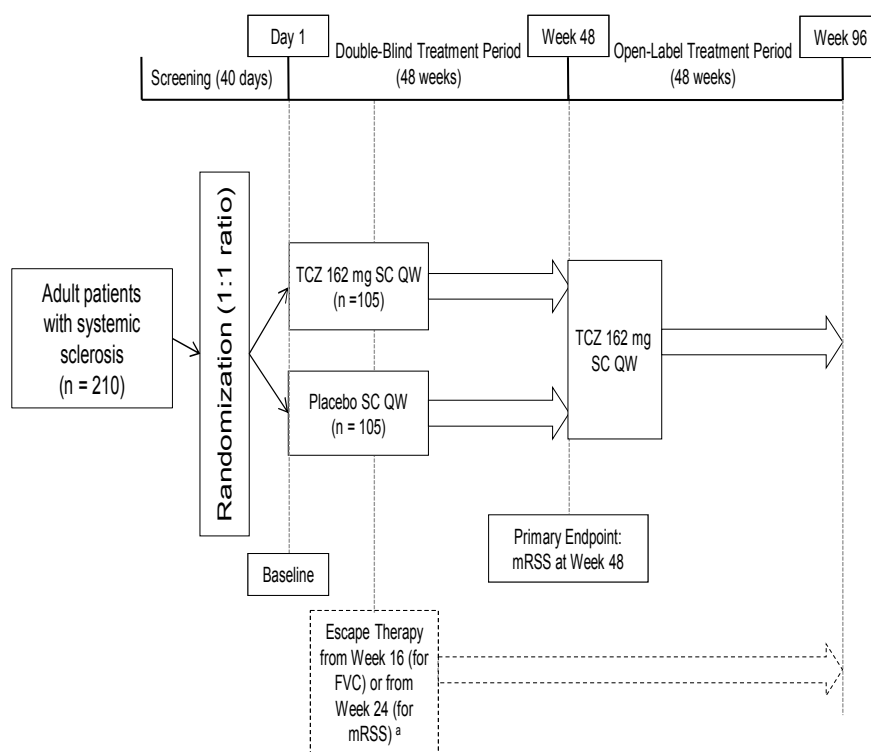 Day 1
Double-Blind Treatment Period
(48 weeks)
Week 48
Open-Label Treatment Period
(48 weeks)
Week 96
Screening (40 days)
Adult patients
with systemic
sclerosis
(n = 210)
Randomization (1:1 ratio)
TCZ 162 mg SC QW
(n =105)
Placebo SC QW
(n = 105)
TCZ 162 mg
SC QW
Baseline
Primary Endpoint:
mRSS at Week 48
Escape Therapy
from Week 16 (for
FVC) or from
Week 24 (for
mRSS) ª